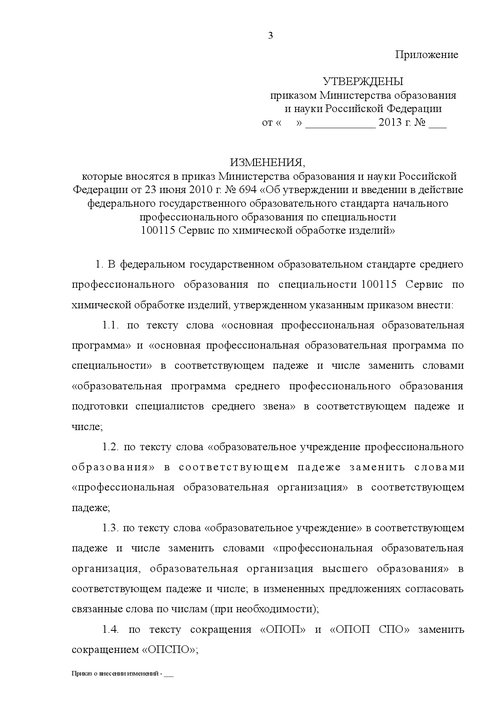 3
Приложение
УТВЕРЖДЕНЫ
приказом Министерства образования
и науки Российской Федерации
от « » ____________ 2013 г. № ___
ИЗМЕНЕНИЯ,
которые вносятся в приказ Министерства образования и науки Российской
Федерации от 23 июня 2010 г. № 694 «Об утверждении и введении в действие
федерального государственного образовательного стандарта начального
профессионального образования по специальности
100115 Сервис по химической обработке изделий»
1. В федеральном государственном образовательном стандарте среднего
профессионального образования по специальности 100115 Сервис по
химической обработке изделий, утвержденном указанным приказом внести:
1.1. по тексту слова «основная профессиональная образовательная
программа» и «основная профессиональная образовательная программа по
специальности» в соответствующем падеже и числе заменить словами
«образовательная программа среднего профессионального образования
подготовки специалистов среднего звена» в соответствующем падеже и
числе;
1.2. по тексту слова «образовательное учреждение профессионального
образования» в соответствующем падеже заменить словами
«профессиональная образовательная организация» в соответствующем
падеже;
1.3. по тексту слова «образовательное учреждение» в соответствующем
падеже и числе заменить словами «профессиональная образовательная
организация, образовательная организация высшего образования» в
соответствующем падеже и числе; в измененных предложениях согласовать
связанные слова по числам (при необходимости);
1.4. по тексту сокращения «ОПОП» и «ОПОП СПО» заменить
сокращением «ОПСПО»;
Приказ о внесении изменений - ___